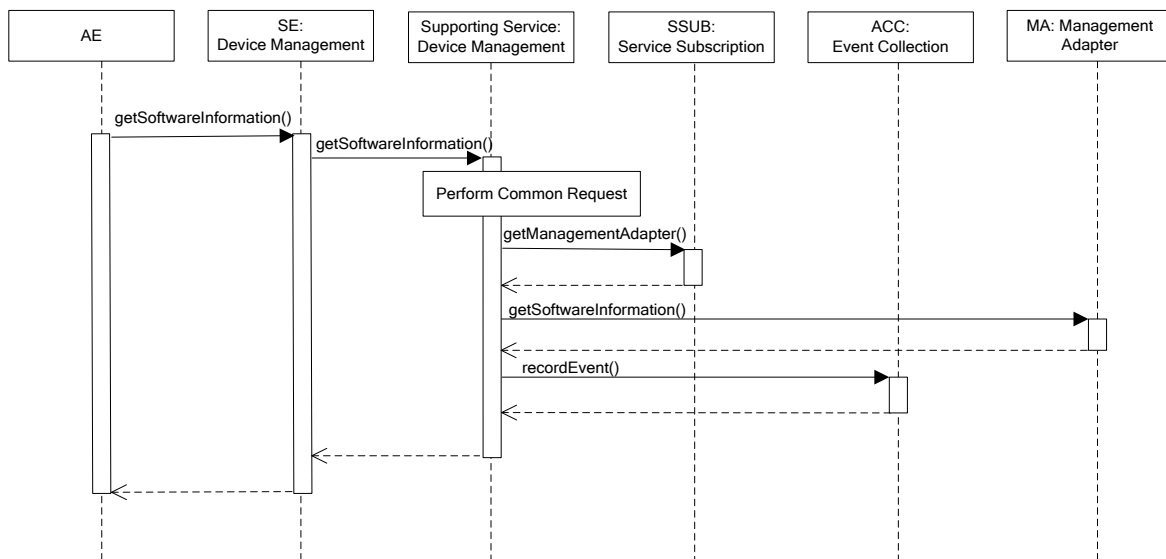 AE
SE:
Device Management
Supporting Service:
Device Management
SSUB:
Service Subscription
ACC:
Event Collection
MA: Management
Adapter
getSoftwareInformation()
getSoftwareInformation()
Perform Common Request
getManagementAdapter()
getSoftwareInformation()
recordEvent()